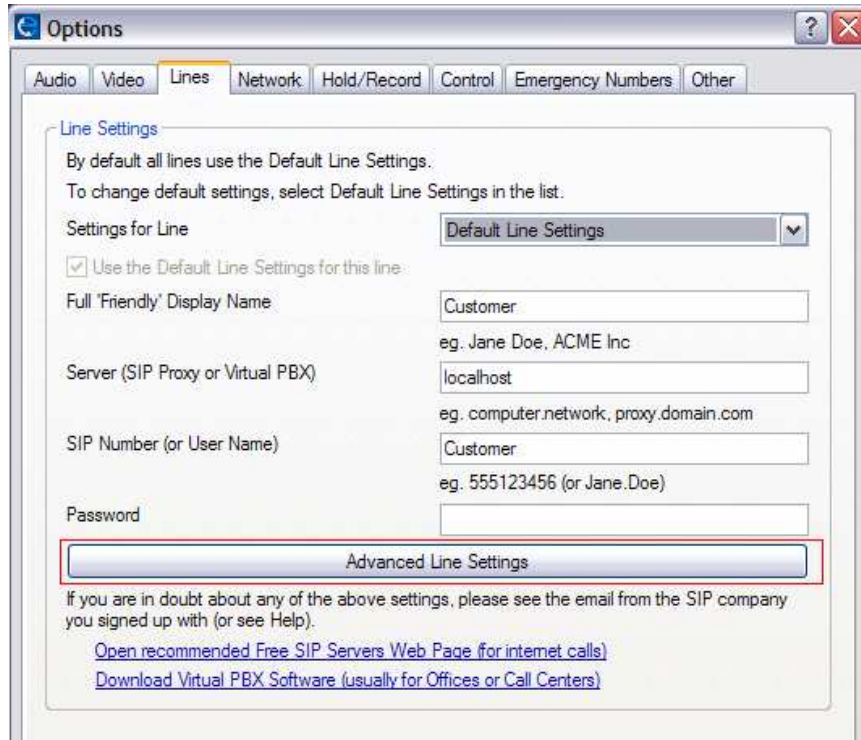 Options
Audio Video Lines Network Hold/Record Control Emergency Numbers Other
Line Settings
By default all lines use the Default Line Settings.
To change default settings, select Default Line Settings in the list.
Settings for Line Default Line Settings
Use the Default Line Settings for this line
Full 'Friendly' Display Name Customer
eg. Jane Doe, ACME Inc
Server (SIP Proxy or Virtual PBX) localhost
eg. computer.network, proxy.domain.com
SIP Number (or User Name) Customer
eg. 555123456 (or Jane.Doe)
Password
Advanced Line Settings
If you are in doubt about any of the above settings, please see the email from the SIP company
you signed up with (or see Help).
Open recommended Free SIP Servers Web Page (for internet calls)
Download Virtual PBX Software (usually for Offices or Call Centers)